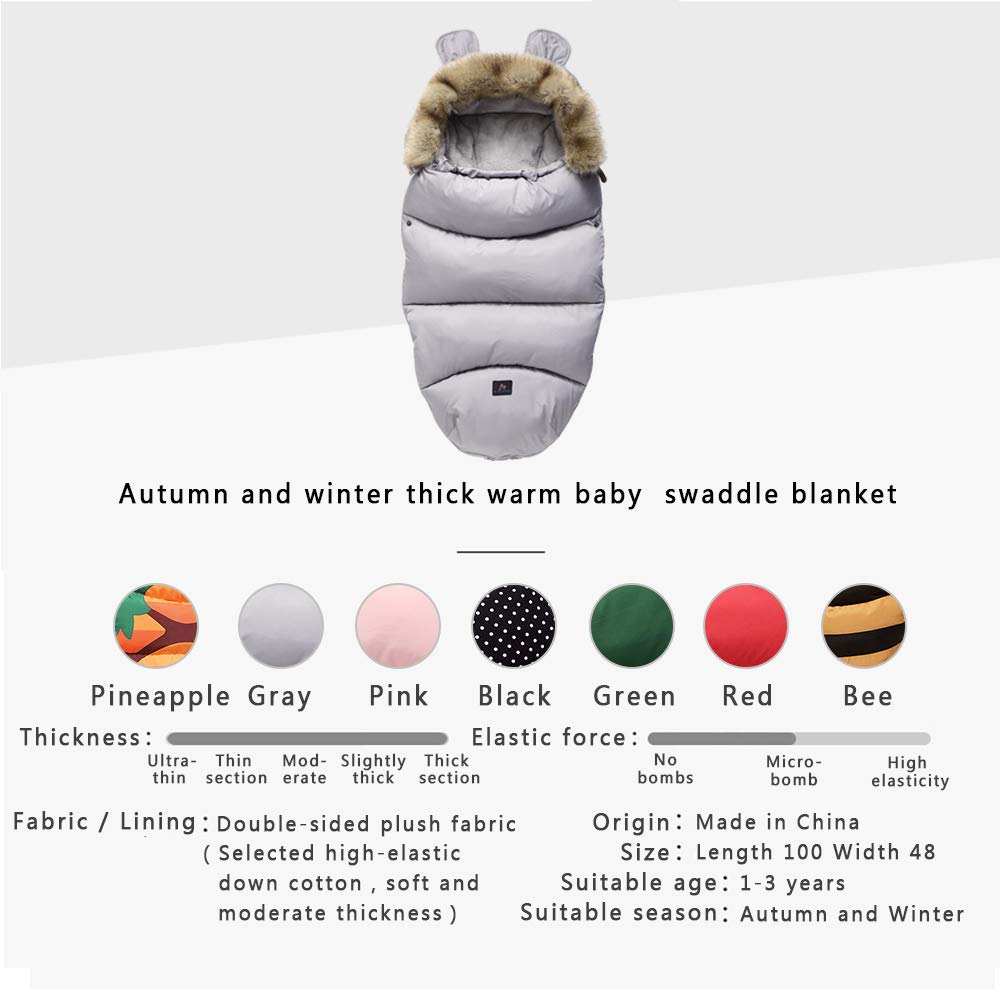 Autumn and winter thick warm baby swaddle blanket
Pineapple Gray Pink Black Green Red Bee
Thickness:
Ultra-
thin
Thin
section
Mod-
erate
Slightly
thick
Thick
section
Elastic force:
No
bombs
Micro-
bomb
High
elasticity
Fabric / Lining: Double-sided plush fabric
( Selected high-elastic
down cotton , soft and
moderate thickness )
Origin: Made in China
Size: Length 100 Width 48
Suitable age: 1-3 years
Suitable season: Autumn and Winter